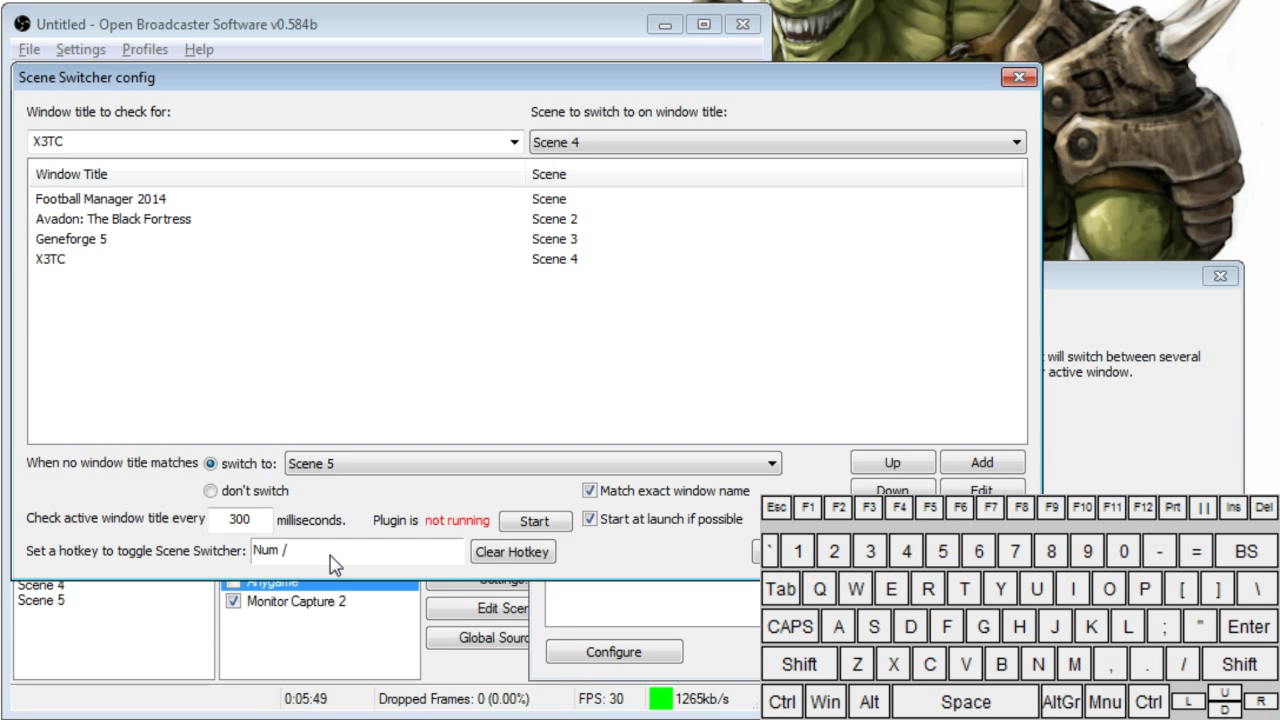 Untitled - Open Broadcaster Software v0.584b
File Settings Profiles Help
Scene Switcher config
Window title to check for:
Scene to switch to on window title:
X3TC
Scene 4
Window Title
Scene
Football Manager 2014
Scene
Avadon: The Black Fortress
Scene 2
Geneforge 5
Scene 3
X3TC
Scene 4
will switch between several
active window.
When no window title matches switch to: Scene 5
Up Add
don't switch
Match exact window name
Down Edit
Check active window title every 300 milliseconds. Plugin is not running Start
Start at launch if possible
Set a hotkey to toggle Scene Switcher: Num / Clear Hotkey
Scene 4
Anygame
Settings
Scene 5
Monitor Capture 2
Edit Scen
Global Sourc
Configure
0:05:49 Dropped Frames: 0 (0.00%) FPS: 30 1265kb/s
Esc F1 F2 F3 F4 F5 F6 F7 F8 F9 F10 F11 F12 Prt | | Ins Del
` 1 2 3 4 5 6 7 8 9 0 - = BS
Tab Q W E R T Y U I O P [ ] \
CAPS A S D F G H J K L ; " Enter
Shift Z X C V B N M , . / Shift
Ctrl Win Alt Space AltGr Mnu Ctrl L U D R